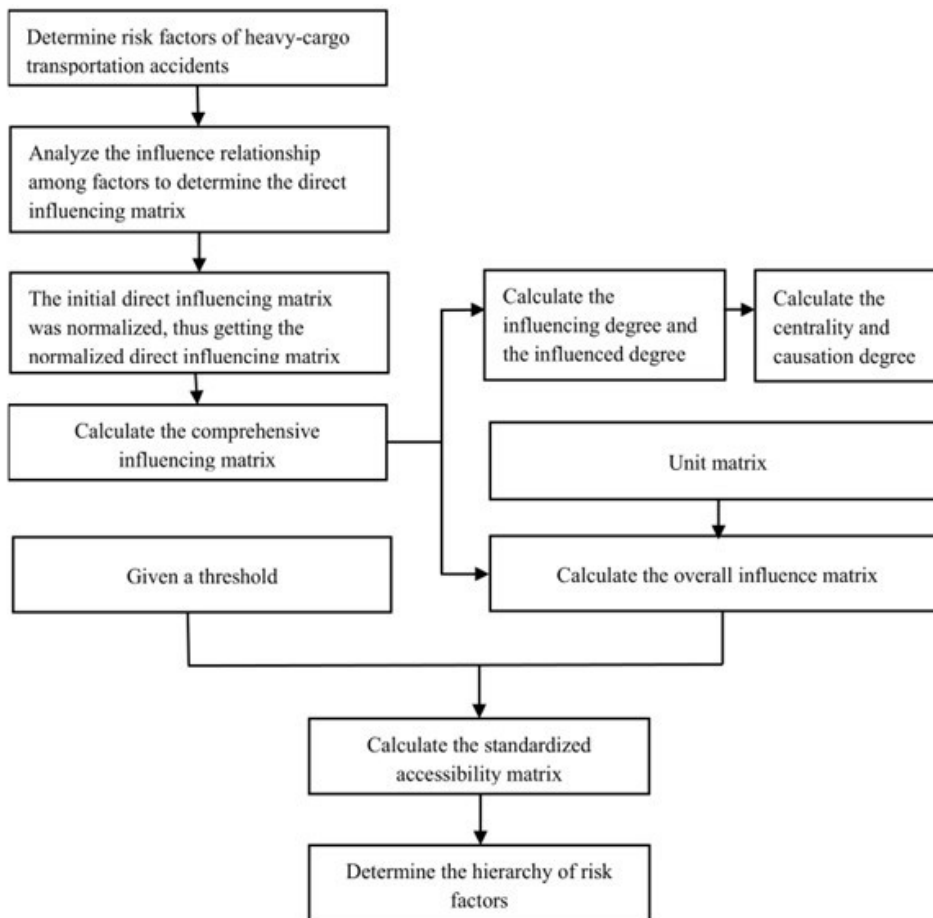 Determine risk factors of heavy-cargo
transportation accidents
Analyze the influence relationship
among factors to determine the direct
influencing matrix
The initial direct influencing matrix
was normalized, thus getting the
normalized direct influencing matrix
Calculate the
influencing degree and
the influenced degree
Calculate the
centrality and
causation degree
Calculate the comprehensive
influencing matrix
Unit matrix
Given a threshold
Calculate the overall influence matrix
Calculate the standardized
accessibility matrix
Determine the hierarchy of risk
factors